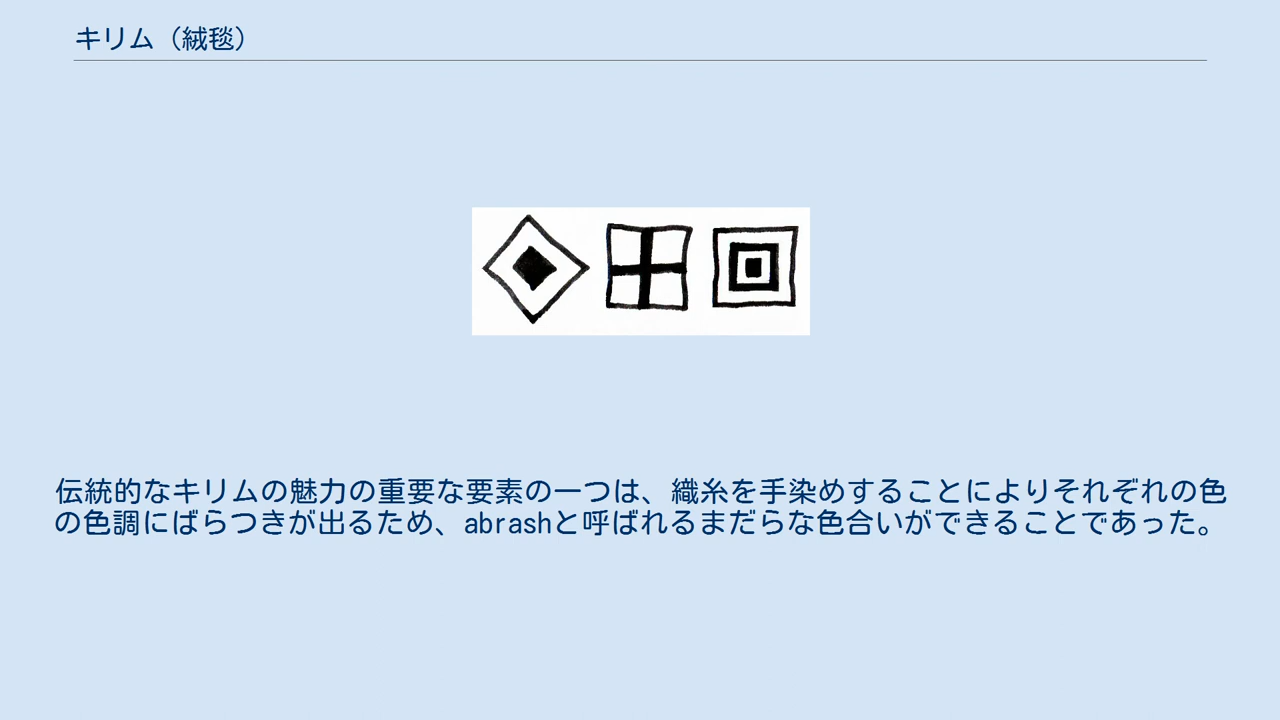 キリム（絨毯）
伝統的なキリムの魅力の重要な要素の一つは、織糸を手染めすることによりそれぞれの色
の色調にばらつきが出るため、abrashと呼ばれるまだらな色合いができることであった。